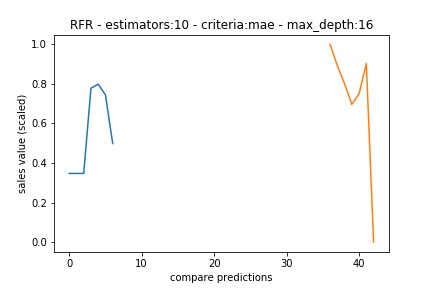 RFR - estimators:10 - criteria:mae - max_depth:16
sales value (scaled)
1.0
0.8
0.6
0.4
0.2
0.0
0 10 20 30 40
compare predictions